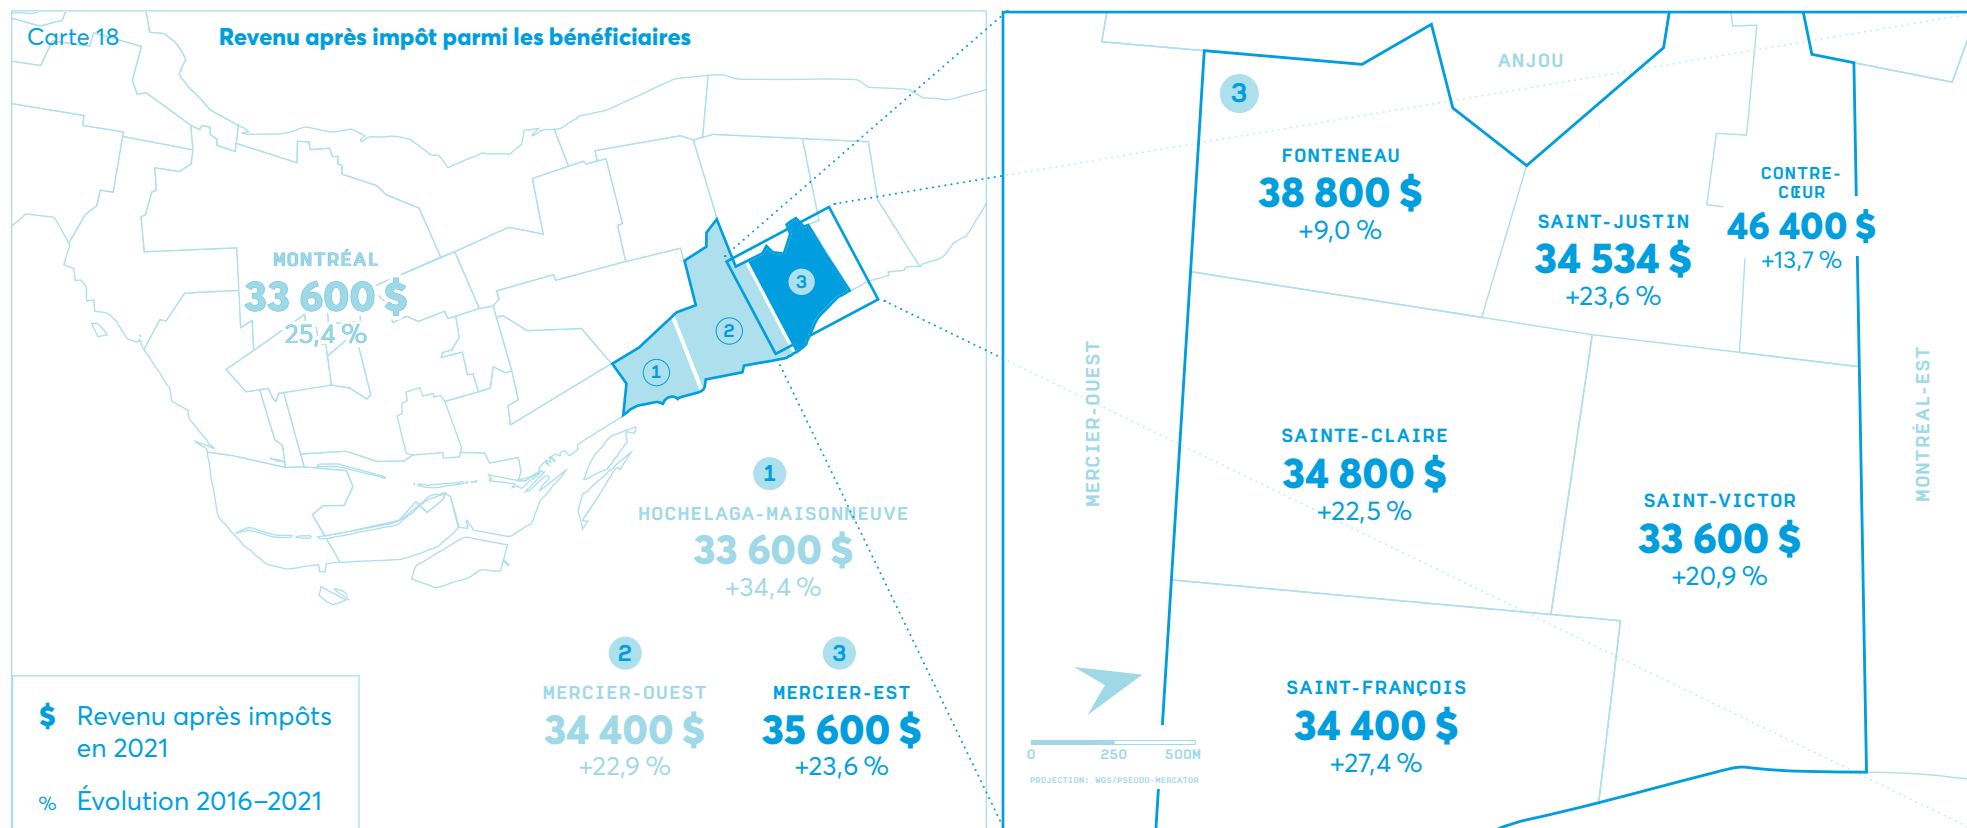 Carte 18
Revenu après impôt parmi les bénéficiaires
MONTRÉAL
33 600 $
25,4 %
3
2
1
1
HOCHELAGA-MAISONNEUVE
33 600 $
+34,4 %
2
MERCIER-OUEST
34 400 $
+22,9 %
3
MERCIER-EST
35 600 $
+23,6 %
$ Revenu après impôts
en 2021
% Évolution 2016–2021
ANJOU
3
FONTENEAU
38 800 $
+9,0 %
SAINT-JUSTIN
34 534 $
+23,6 %
CONTRE-
CŒUR
46 400 $
+13,7 %
MERCIER-OUEST
MONTRÉAL-EST
SAINTE-CLAIRE
34 800 $
+22,5 %
SAINT-VICTOR
33 600 $
+20,9 %
SAINT-FRANÇOIS
34 400 $
+27,4 %
0 250 500M
PROJECTION: WGS/PSEUDO-MERCATOR